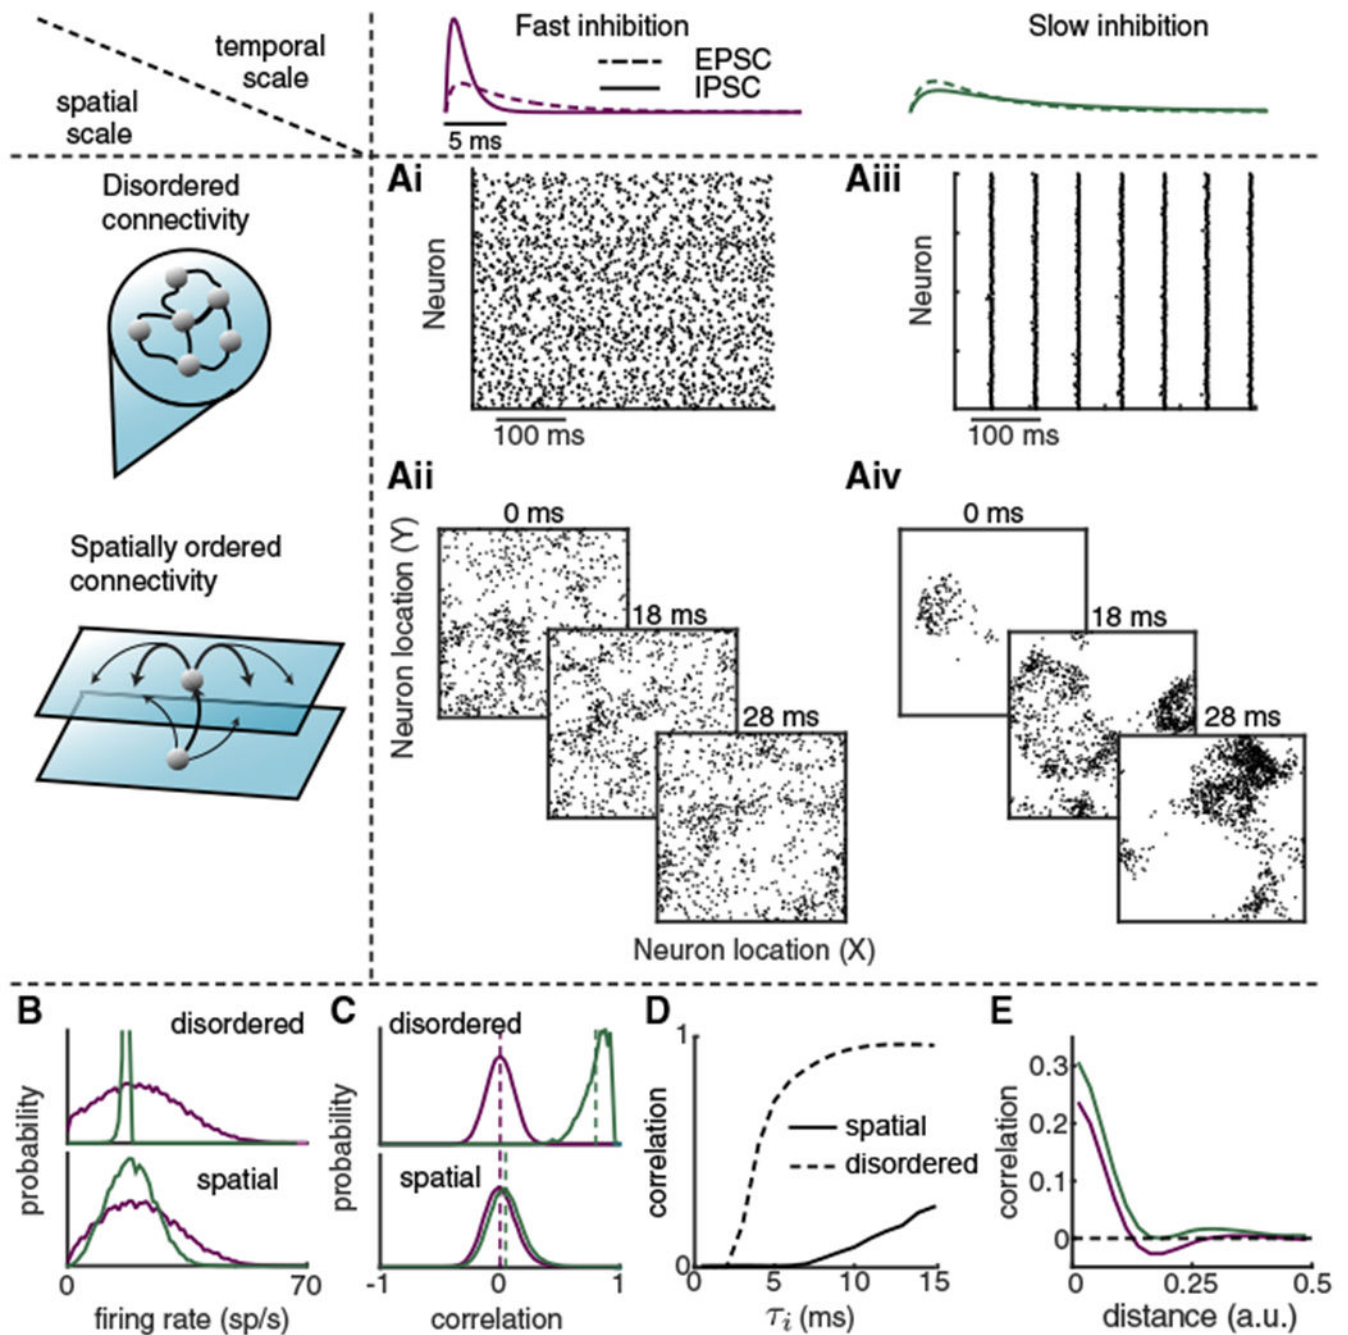 temporal
scale
spatial
scale
Fast inhibition
EPSC
IPSC
5 ms
Slow inhibition
Disordered
connectivity
Ai
Neuron
100 ms
Aiii
Neuron
100 ms
Spatially ordered
connectivity
Aii
Neuron location (Y)
0 ms
18 ms
28 ms
Aiv
0 ms
18 ms
28 ms
Neuron location (X)
B
disordered
probability
spatial
0
70
firing rate (sp/s)
C
disordered
probability
spatial
-1
0
1
correlation
D
1
correlation
spatial
disordered
0
0
5
10
15
τi (ms)
E
0.3
0.2
0.1
0
correlation
0
0.25
0.5
distance (a.u.)